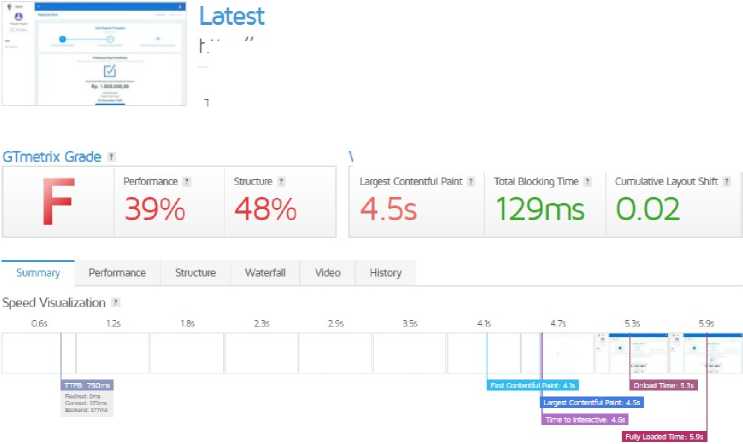 Latest
GTmetrix Grade ?
F
Performance ?
39%
Structure ?
48%
Largest Contentful Paint ?
4.5s
Total Blocking Time ?
129ms
Cumulative Layout Shift ?
0.02
Summary Performance Structure Waterfall Video History
Speed Visualization ?
0.6s 1.2s 1.8s 2.3s 2.9s 3.5s 4.1s 4.7s 5.3s 5.9s
TTFB: 750ms
Redirect: 0ms
Connect: 373ms
Backend: 377ms
First Contentful Paint: 4.1s
Onload Time: 5.3s
Largest Contentful Paint: 4.5s
Time to Interactive: 4.6s
Fully Loaded Time: 5.9s